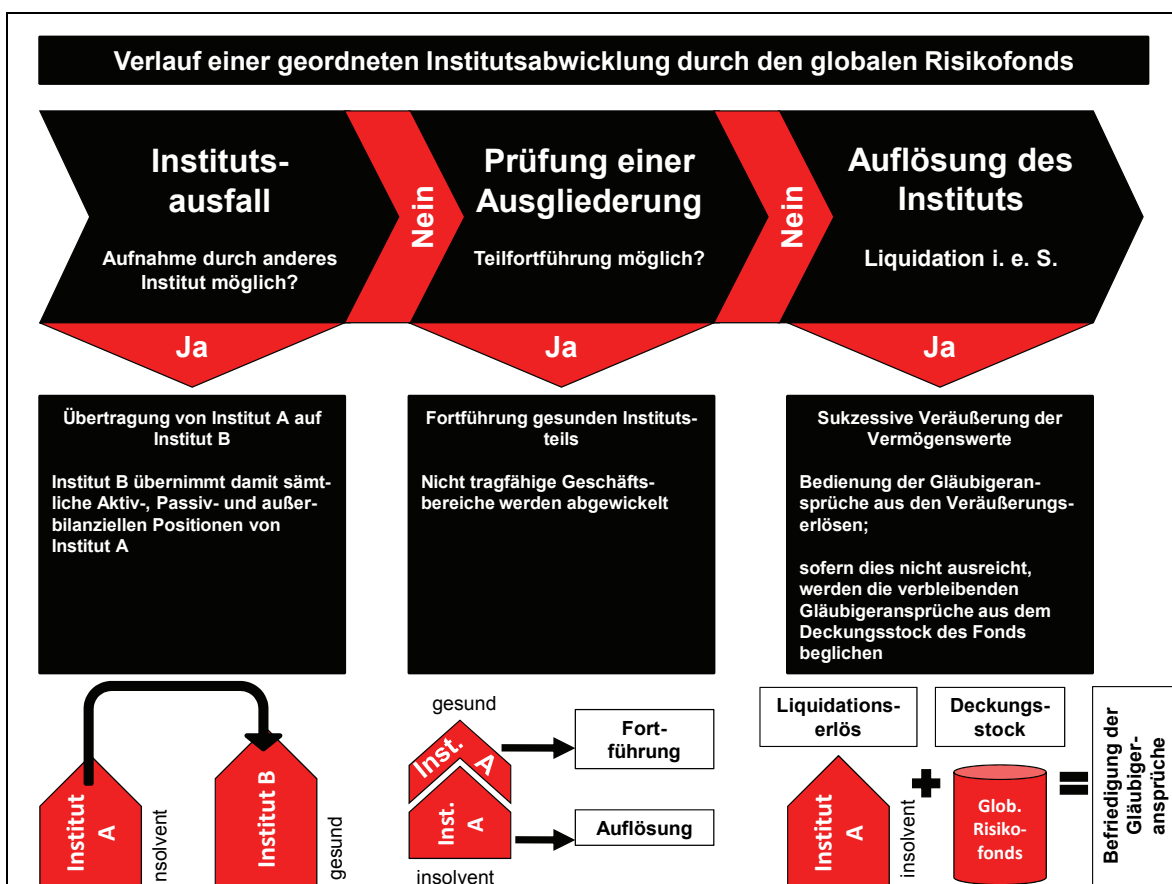 Verlauf einer geordneten Institutsabwicklung durch den globalen Risikofonds
Instituts-
ausfall
Aufnahme durch anderes
Institut möglich?
Nein
Prüfung einer
Ausgliederung
Teilfortführung möglich?
Nein
Auflösung des
Instituts
Liquidation i. e. S.
Ja
Ja
Ja
Übertragung von Institut A auf
Institut B
Institut B übernimmt damit sämt-
liche Aktiv-, Passiv- und außer-
bilanziellen Positionen von
Institut A
Fortführung gesunden Instituts-
teils
Nicht tragfähige Geschäfts-
bereiche werden abgewickelt
Sukzessive Veräußerung der
Vermögenswerte
Bedienung der Gläubigeran-
sprüche aus den Veräußerungs-
erlösen;
sofern dies nicht ausreicht,
werden die verbleibenden
Gläubigeransprüche aus dem
Deckungsstock des Fonds
beglichen
Institut
A
nsolvent
Institut B
gesund
gesund
Inst.
A
Inst.
A
insolvent
Fort-
führung
Auflösung
Liquidations-
erlös
Institut
A
insolvent
+
Deckungs-
stock
Glob.
Risiko-
fonds
=
Befriedigung der
Gläubiger-
ansprüche